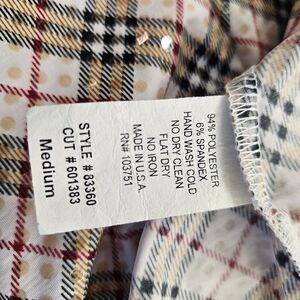 94% POLYESTER
6% SPANDEX
HAND WASH COLD
NO DRY CLEAN
FLAT DRY
NO IRON
MADE IN U.S.A.
RN# 103751
STYLE # 83360
CUT # 601383
Medium